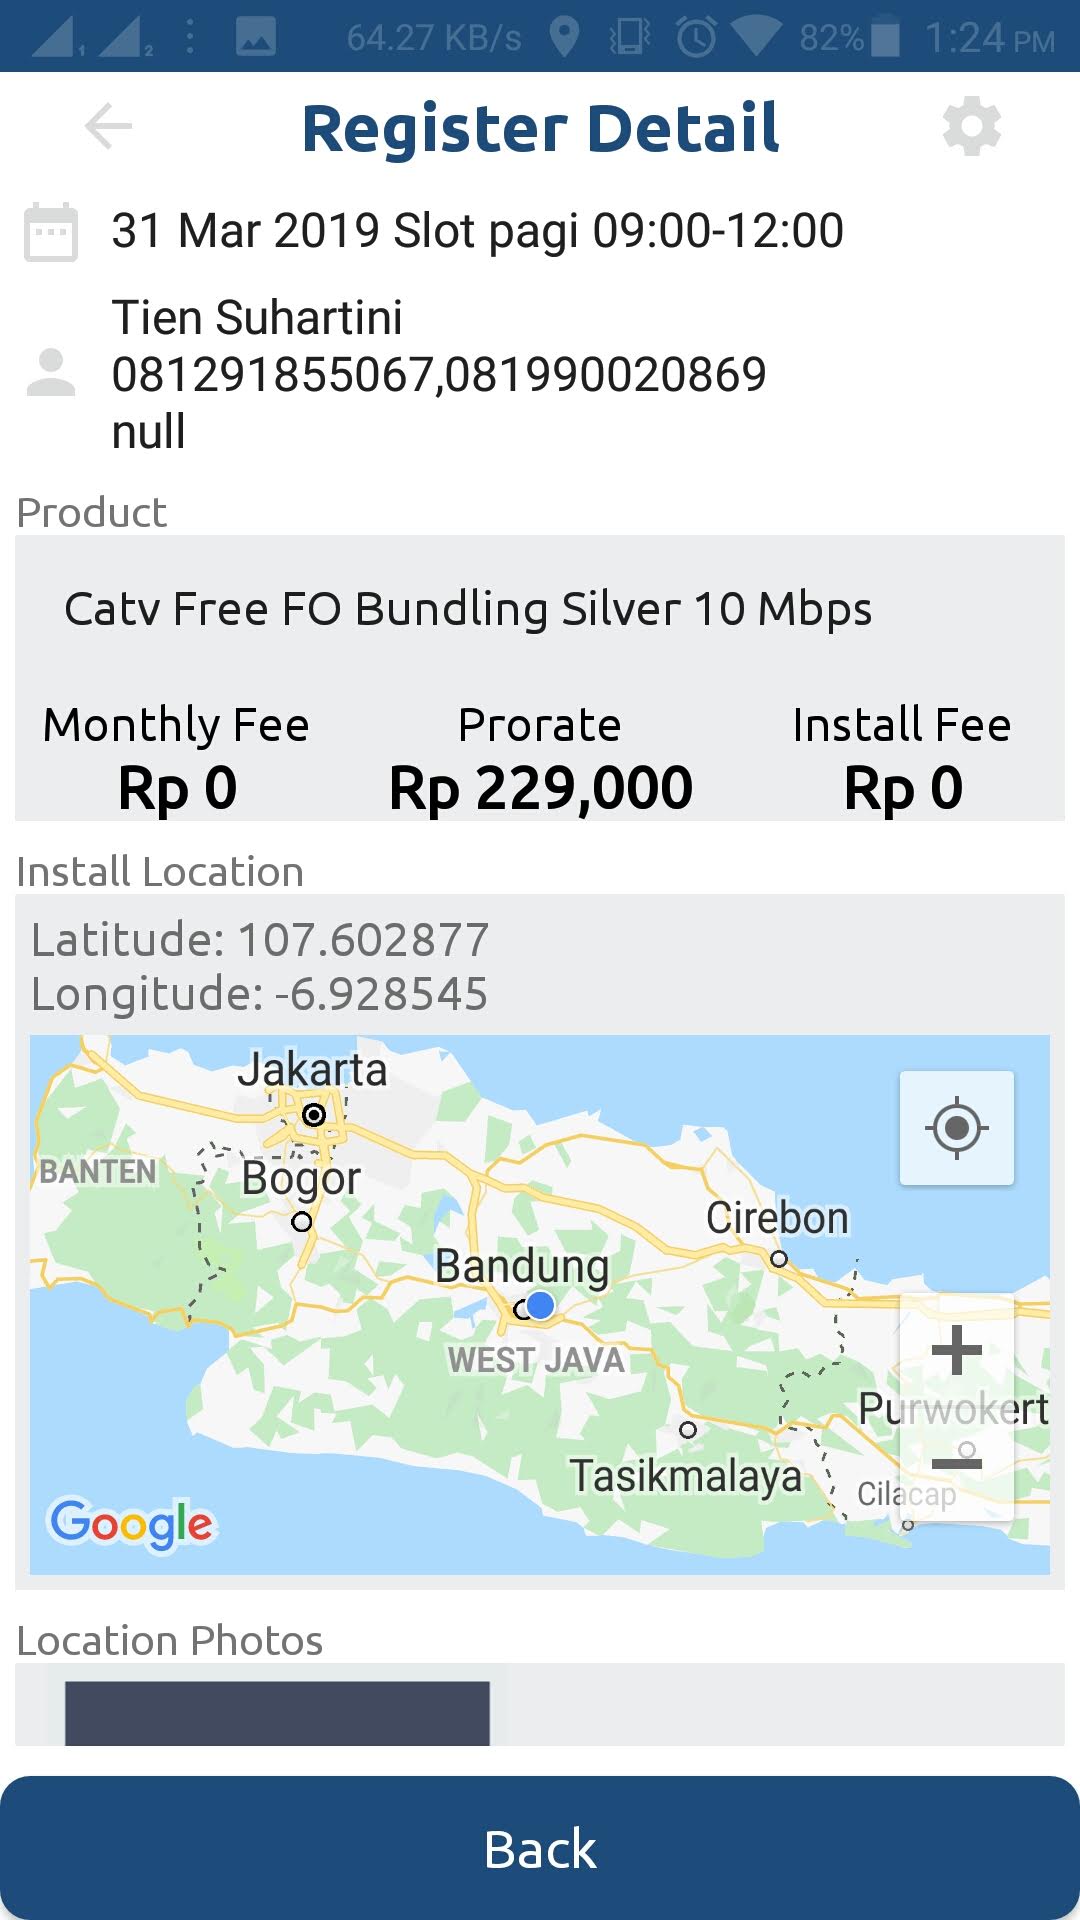 1 2 64.27 KB/s 82% 1:24 PM
Register Detail
31 Mar 2019 Slot pagi 09:00-12:00
Tien Suhartini
081291855067,081990020869
null
Product
Catv Free FO Bundling Silver 10 Mbps
Monthly Fee Prorate Install Fee
Rp 0 Rp 229,000 Rp 0
Install Location
Latitude: 107.602877
Longitude: -6.928545
Jakarta
BANTEN
Bogor
Cirebon
Bandung
WEST JAVA
+
Purwokert
Tasikmalaya
Cilacap
Google
Location Photos
Back